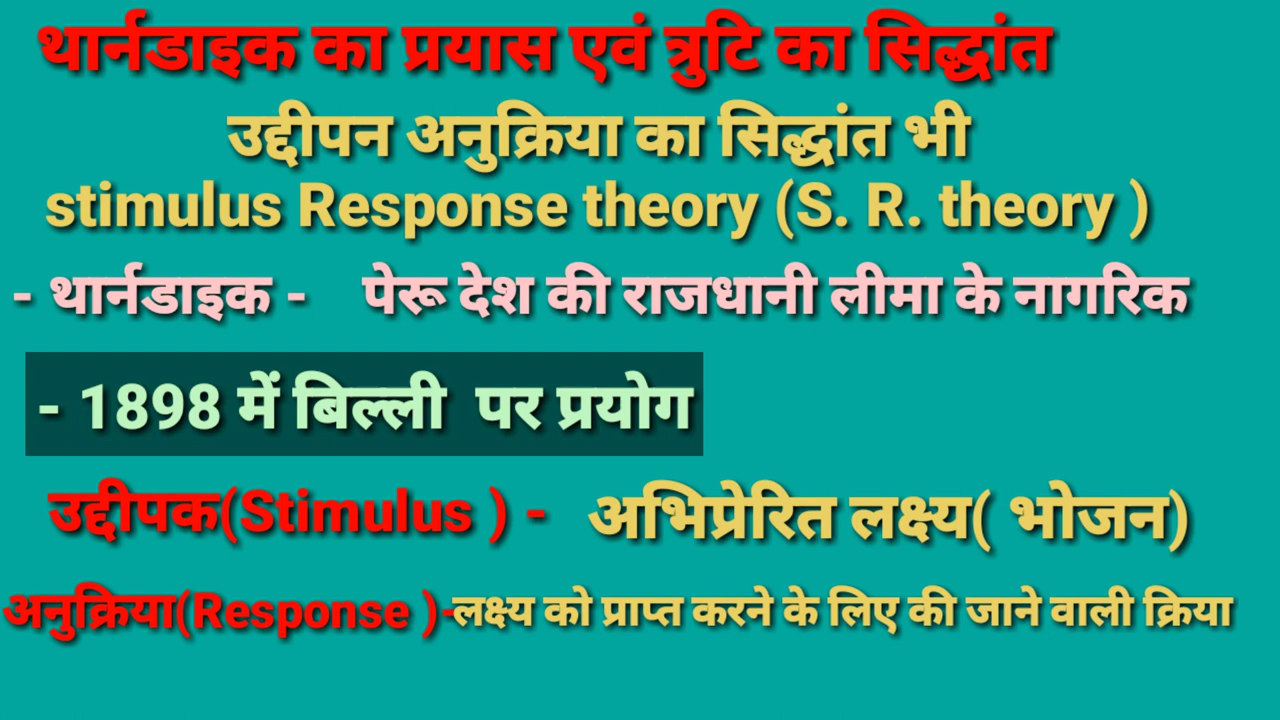 थार्नडाइक का प्रयास एवं त्रुटि का सिद्धांत
उद्दीपन अनुक्रिया का सिद्धांत भी
stimulus Response theory (S. R. theory )
- थार्नडाइक - पेरू देश की राजधानी लीमा के नागरिक
- 1898 में बिल्ली पर प्रयोग
उद्दीपक(Stimulus ) - अभिप्रेरित लक्ष्य( भोजन)
अनुक्रिया(Response )-लक्ष्य को प्राप्त करने के लिए की जाने वाली क्रिया